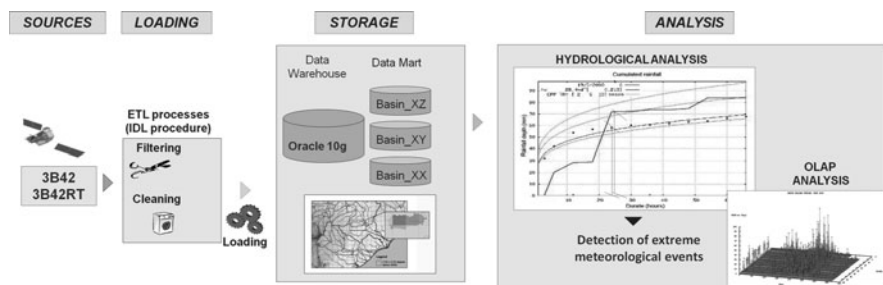 SOURCES
LOADING
STORAGE
ANALYSIS
3B42
3B42RT
ETL processes
(IDL procedure)
Filtering
Cleaning
Loading
Data
Warehouse
Data Mart
Oracle 10g
Basin_XZ
Basin_XY
Basin_XX
HYDROLOGICAL ANALYSIS
Cumulated rainfall
Rainfall depth (mm)
(hours)
Detection of extreme
meteorological events
OLAP
ANALYSIS